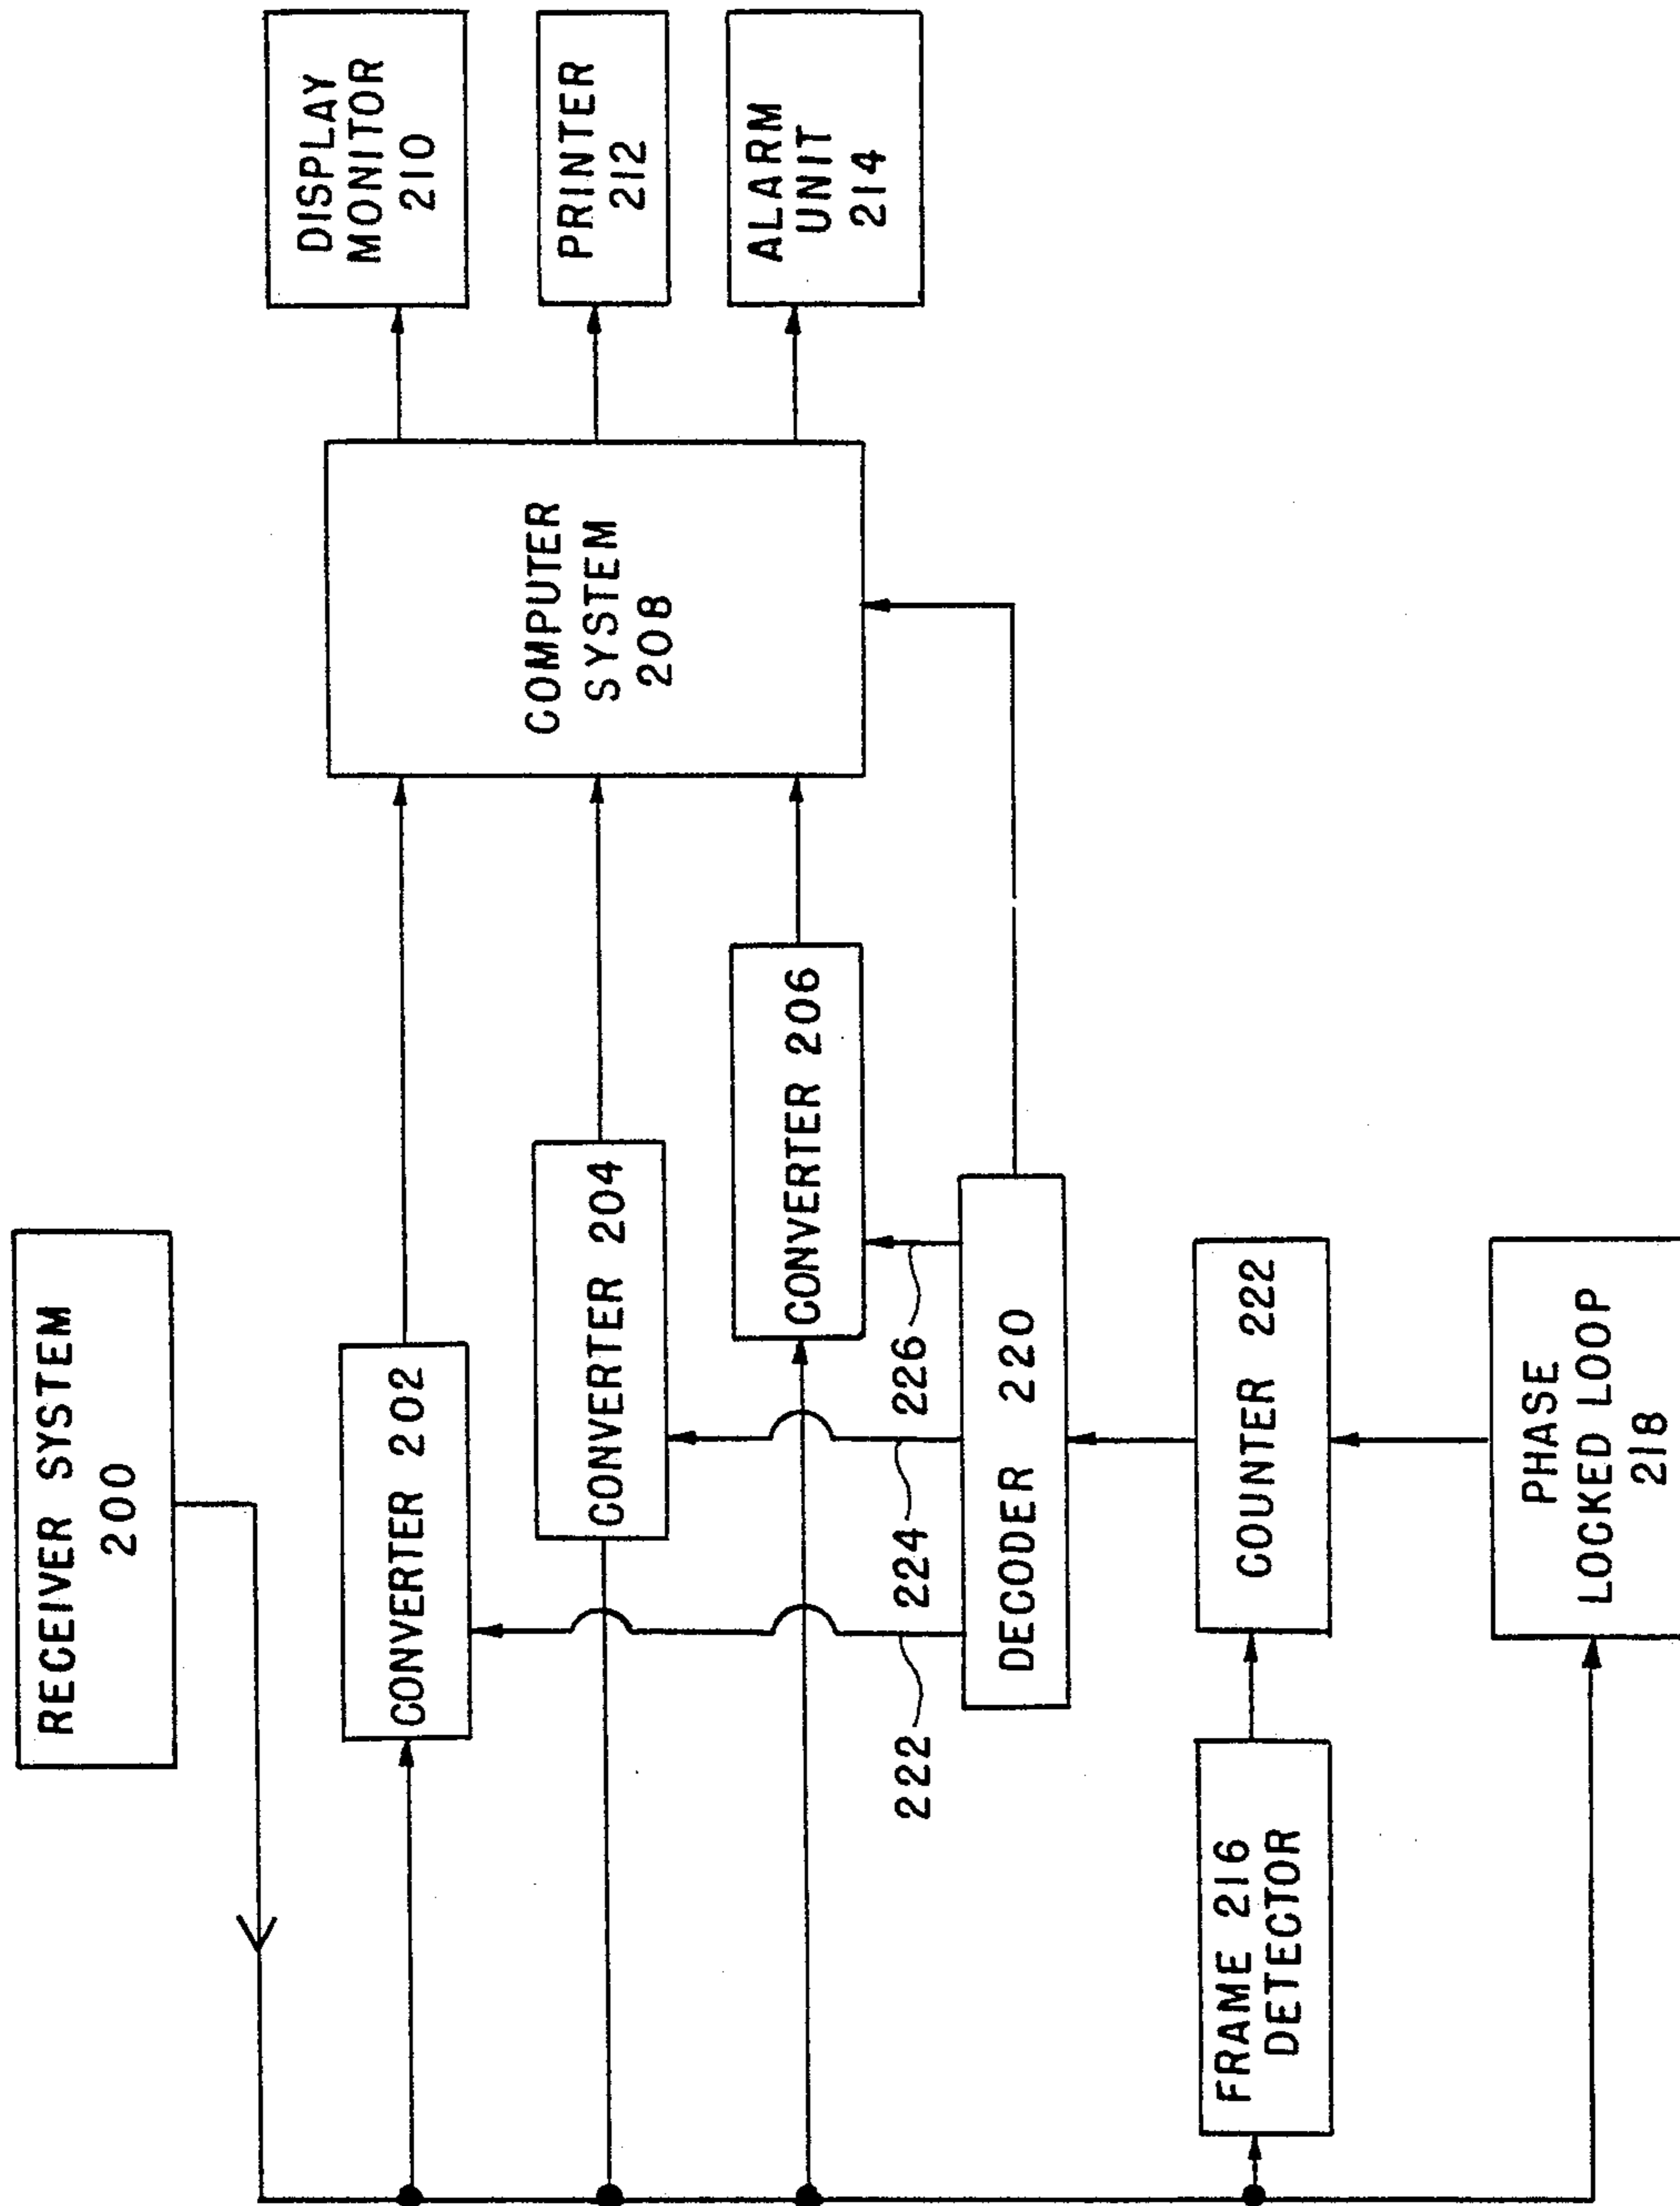 RECEIVER SYSTEM
200
CONVERTER 202
CONVERTER 204
CONVERTER 206
COMPUTER
SYSTEM
208
DISPLAY
MONITOR
210
PRINTER
212
ALARM
UNIT
214
222
224
226
DECODER 220
FRAME 216
DETECTOR
COUNTER 222
PHASE
LOCKED LOOP
218